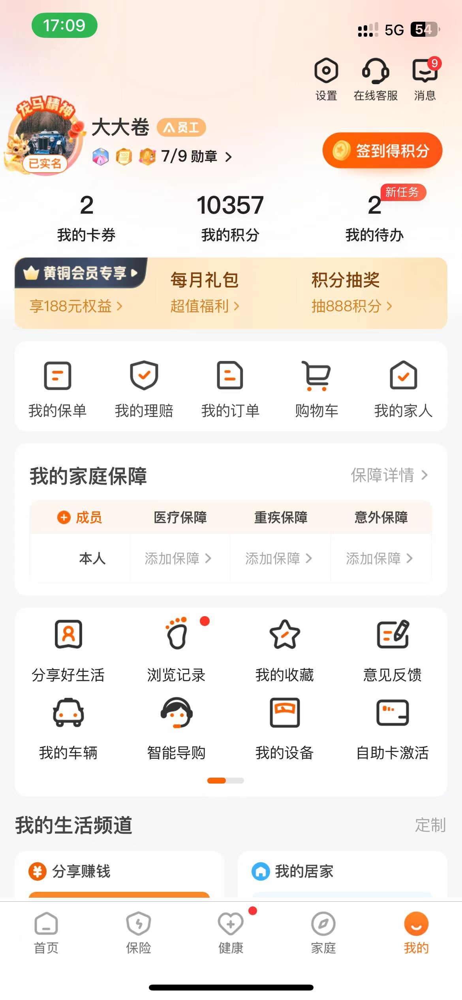 17:09
5G 54
9
设置 在线客服 消息
龙马精神
已实名
大大卷 员工
100
1
7/9 勋章
签到得积分
2 10357 2 新任务
我的卡券 我的积分 我的待办
黄铜会员专享 每月礼包 积分抽奖
享188元权益 超值福利 抽888积分
我的保单 我的理赔 我的订单 购物车 我的家人
我的家庭保障 保障详情
成员 医疗保障 重疾保障 意外保障
本人 添加保障 添加保障 添加保障
分享好生活 浏览记录 我的收藏 意见反馈
我的车辆 智能导购 我的设备 自助卡激活
我的生活频道 定制
¥ 分享赚钱 我的居家
首页 保险 健康 家庭 我的